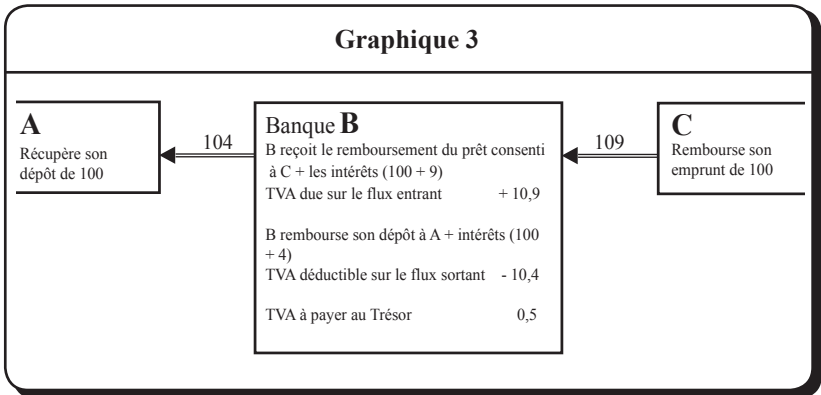 Graphique 3
A
Récupère son
dépôt de 100
104
Banque B
B reçoit le remboursement du prêt consenti
à C + les intérêts (100 + 9)
TVA due sur le flux entrant + 10,9
B rembourse son dépôt à A + intérêts (100
+ 4)
TVA déductible sur le flux sortant - 10,4
TVA à payer au Trésor 0,5
109
C
Rembourse son
emprunt de 100